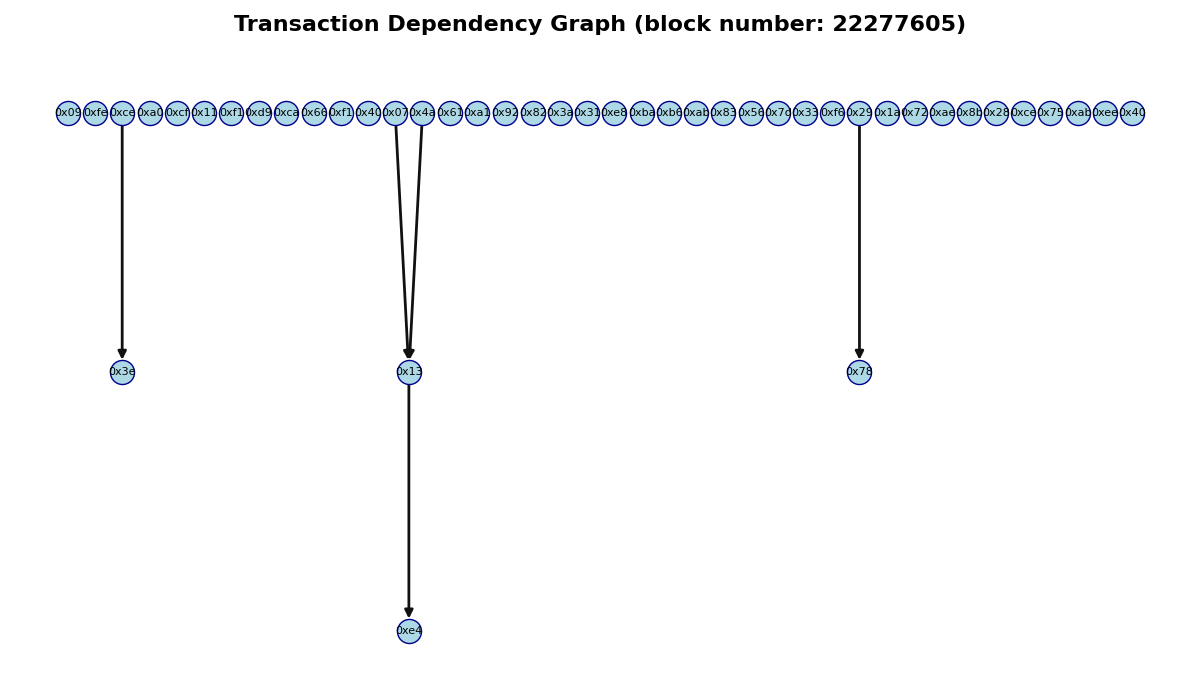 Transaction Dependency Graph (block number: 22277605)
0x09 0xfe 0xce 0xa0 0xcf 0x11 0xf1 0xd9 0xca 0x66 0xf1 0x40 0x07 0x4a 0x61 0xa1 0x92 0x82 0x3a 0x31 0xe8 0xba 0xb6 0xab 0x83 0x56 0x7d 0x33 0xf6 0x29 0x1a 0x72 0xae 0x8b 0x28 0xce 0x75 0xab 0xee 0x40
0x3e 0x13 0x78
0xe4